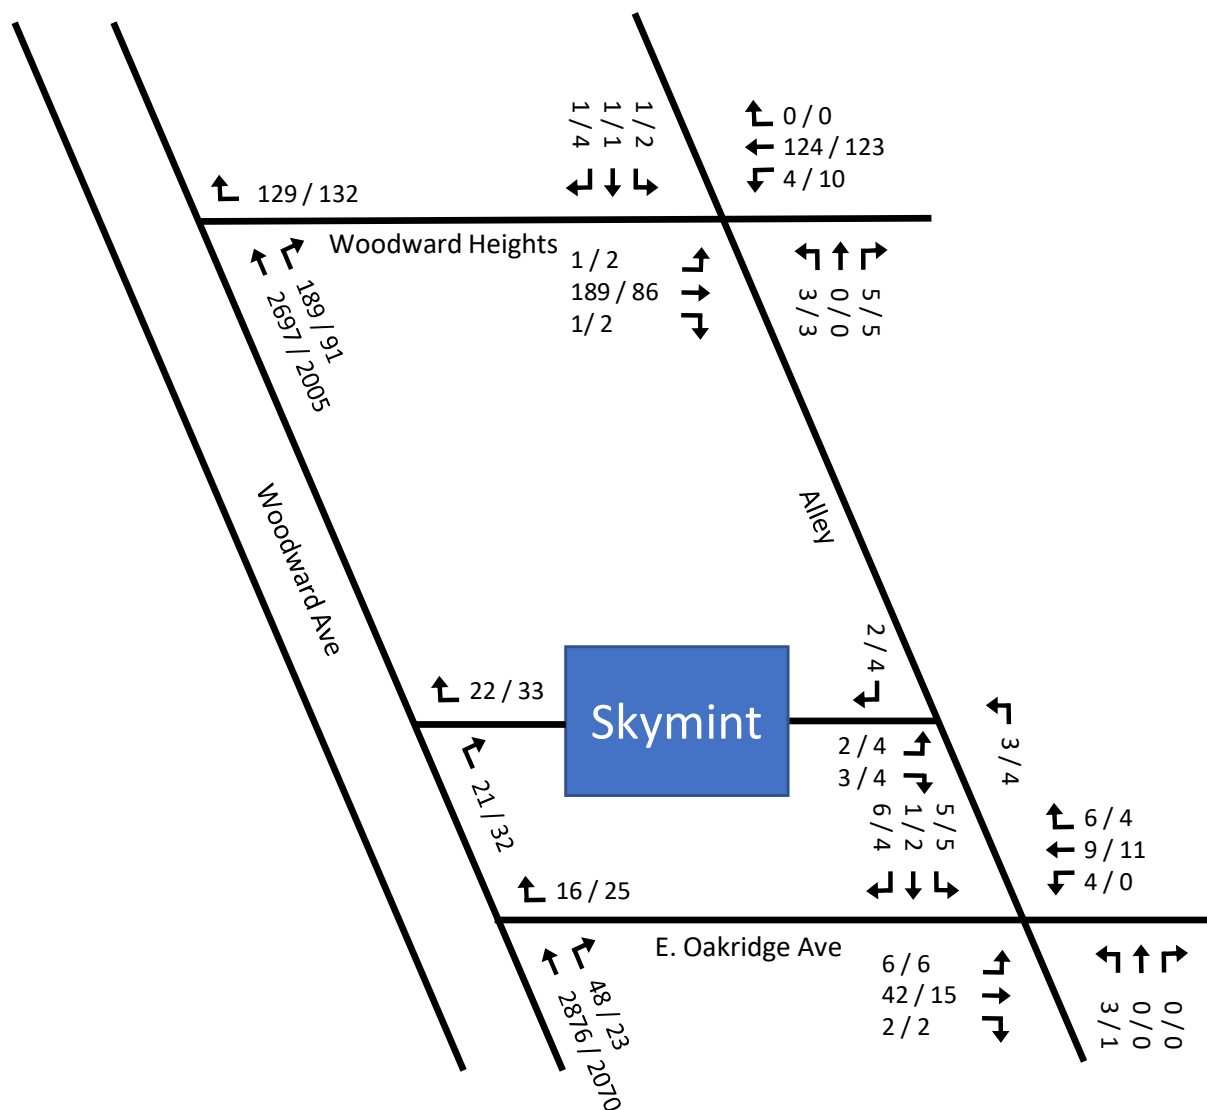 1 / 4
1 / 1
1 / 2
0 / 0
124 / 123
4 / 10
129 / 132
Woodward Heights
1 / 2
189 / 86
1/ 2
3 / 3
0 / 0
5 / 5
189 / 91
2697 / 2005
Woodward Ave
Alley
2 / 4
22 / 33
Skymint
3 / 4
2 / 4
3 / 4
21 / 32
6 / 4
1 / 2
5 / 5
6 / 4
9 / 11
4 / 0
16 / 25
E. Oakridge Ave
6 / 6
42 / 15
2 / 2
48 / 23
2876 / 2070
3 / 1
0 / 0
0 / 0